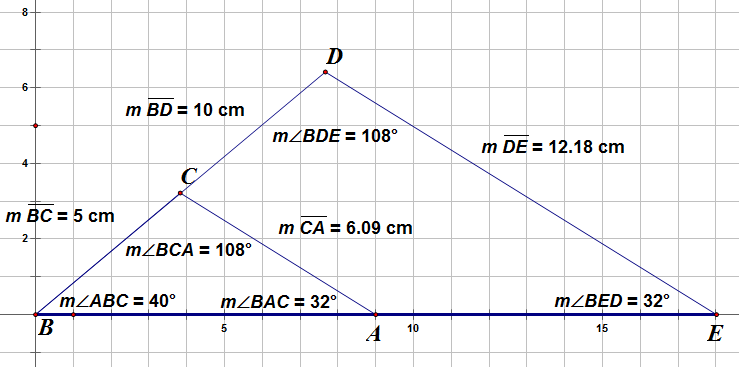 8
D
6
m BD = 10 cm
m∠BDE = 108°
m DE = 12.18 cm
4
C
m BC = 5 cm
m CA = 6.09 cm
2
m∠BCA = 108°
m∠ABC = 40°
m∠BAC = 32°
m∠BED = 32°
B
5
A
10
15
E